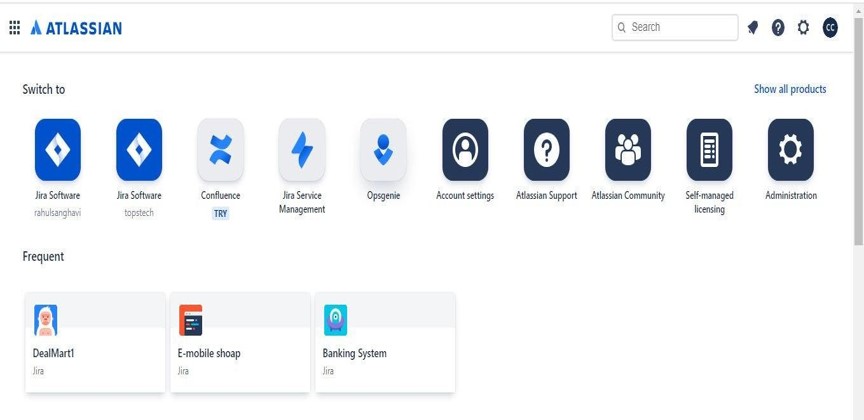 ATLASSIAN
Search
CC
Switch to
Show all products
Jira Software
rahulsanghavi
Jira Software
topstech
Confluence
TRY
Jira Service
Management
Opsgenie
Account settings
Atlassian Support
Atlassian Community
Self-managed
licensing
Administration
Frequent
DealMart1
Jira
E-mobile shoap
Jira
Banking System
Jira